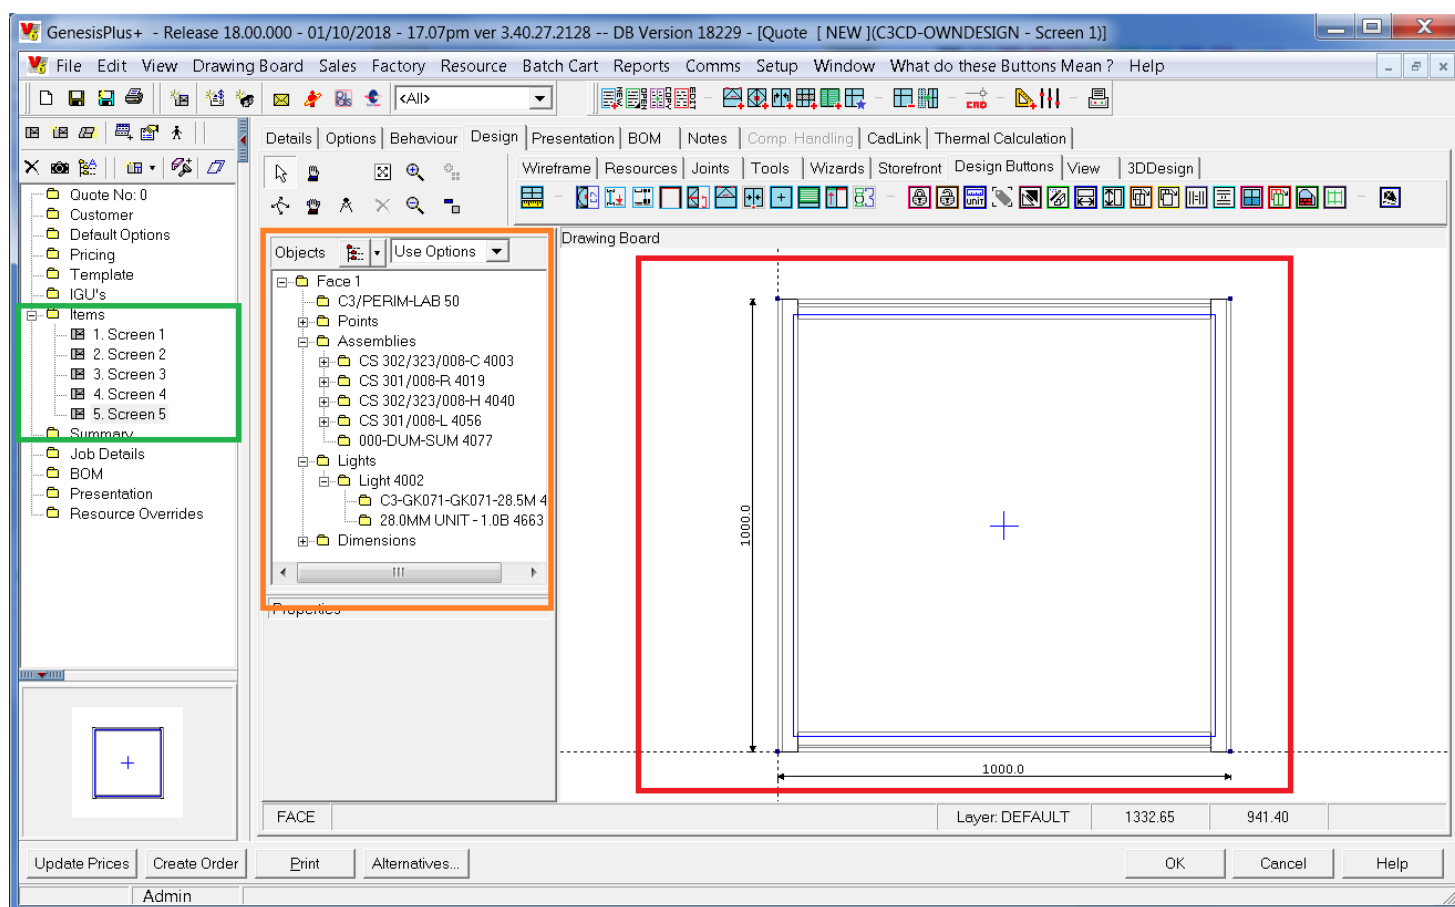 GenesisPlus+ - Release 18.00.000 - 01/10/2018 - 17.07pm ver 3.40.27.2128 -- DB Version 18229 - [Quote [ NEW ](C3CD-OWNDESIGN - Screen 1)]
File Edit View Drawing Board Sales Factory Resource Batch Cart Reports Comms Setup Window What do these Buttons Mean ? Help
<All>
Details Options Behaviour Design Presentation BOM Notes Comp. Handling CadLink Thermal Calculation
Wireframe Resources Joints Tools Wizards Storefront Design Buttons View 3DDesign
Quote No: 0
Customer
Default Options
Pricing
Template
IGU's
Items
1. Screen 1
2. Screen 2
3. Screen 3
4. Screen 4
5. Screen 5
Summary
Job Details
BOM
Presentation
Resource Overrides
Objects Use Options
Face 1
C3/PERIM-LAB 50
Points
Assemblies
CS 302/323/008-C 4003
CS 301/008-R 4019
CS 302/323/008-H 4040
CS 301/008-L 4056
000-DUM-SUM 4077
Lights
Light 4002
C3-GK071-GK071-28.5M 4
28.0MM UNIT - 1.0B 4663
Dimensions
Properties
Drawing Board
1000.0
1000.0
FACE Layer: DEFAULT 1332.65 941.40
Update Prices Create Order Print Alternatives... OK Cancel Help
Admin